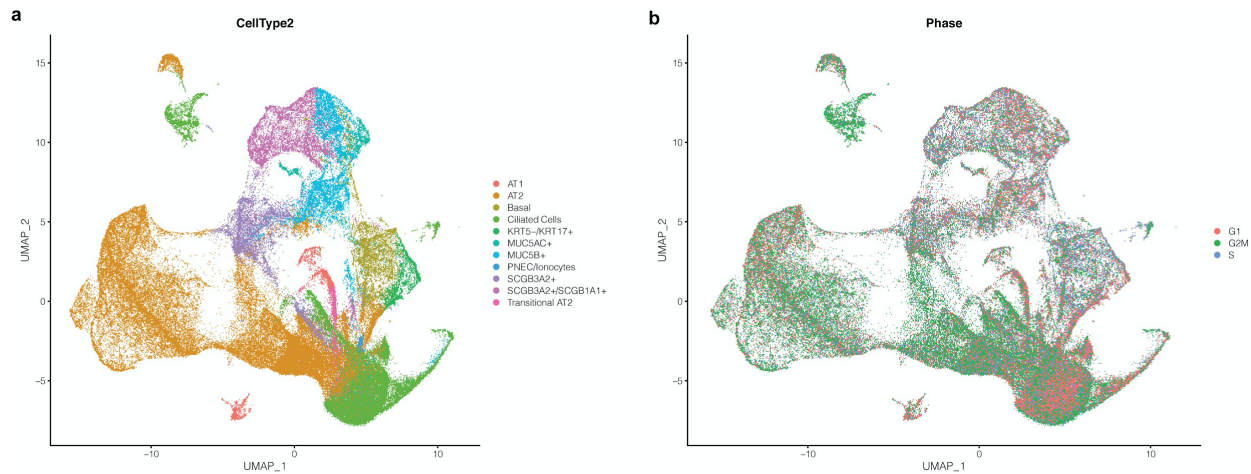 a
CellType2
15
10
5
0
−5
UMAP_2
−10
0
10
UMAP_1
AT1
AT2
Basal
Ciliated Cells
KRT5−/KRT17+
MUC5AC+
MUC5B+
PNEC/Ionocytes
SCGB3A2+
SCGB3A2+/SCGB1A1+
Transitional AT2
b
Phase
15
10
5
0
−5
UMAP_2
−10
0
10
UMAP_1
G1
G2M
S